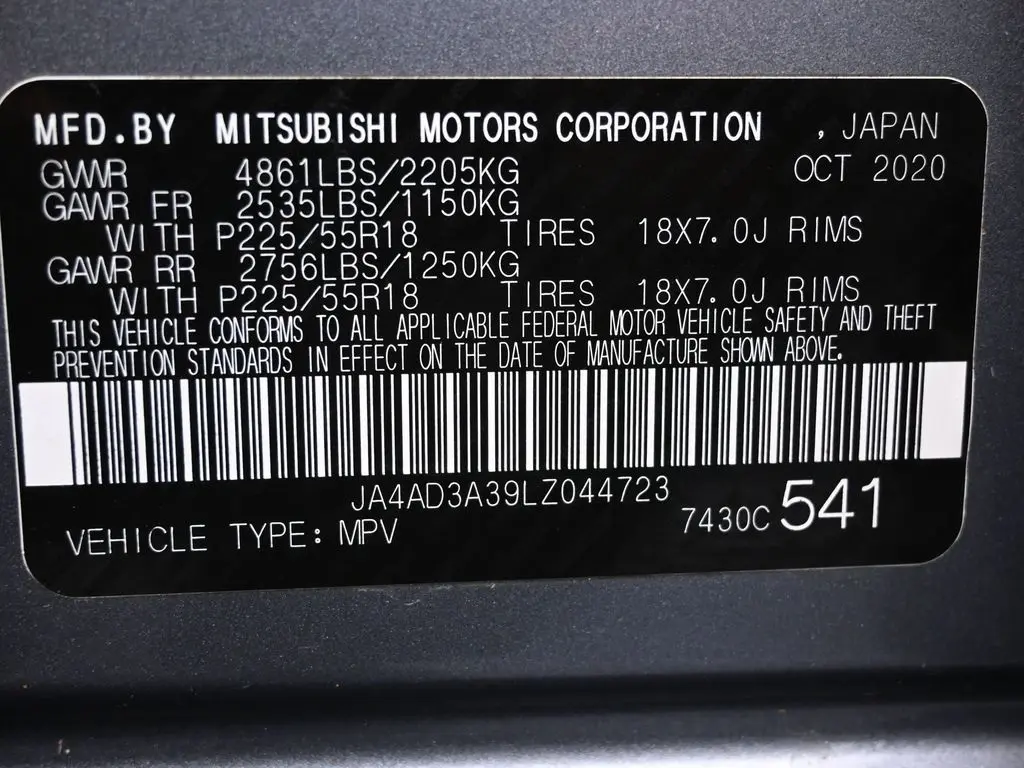 MFD.BY MITSUBISHI MOTORS CORPORATION , JAPAN
GVWR 4861LBS/2205KG OCT 2020
GAWR FR 2535LBS/1150KG
WITH P225/55R18 TIRES 18X7.0J RIMS
GAWR RR 2756LBS/1250KG
WITH P225/55R18 TIRES 18X7.0J RIMS
THIS VEHICLE CONFORMS TO ALL APPLICABLE FEDERAL MOTOR VEHICLE SAFETY AND THEFT
PREVENTION STANDARDS IN EFFECT ON THE DATE OF MANUFACTURE SHOWN ABOVE.
JA4AD3A39LZ044723
VEHICLE TYPE: MPV 7430C 541